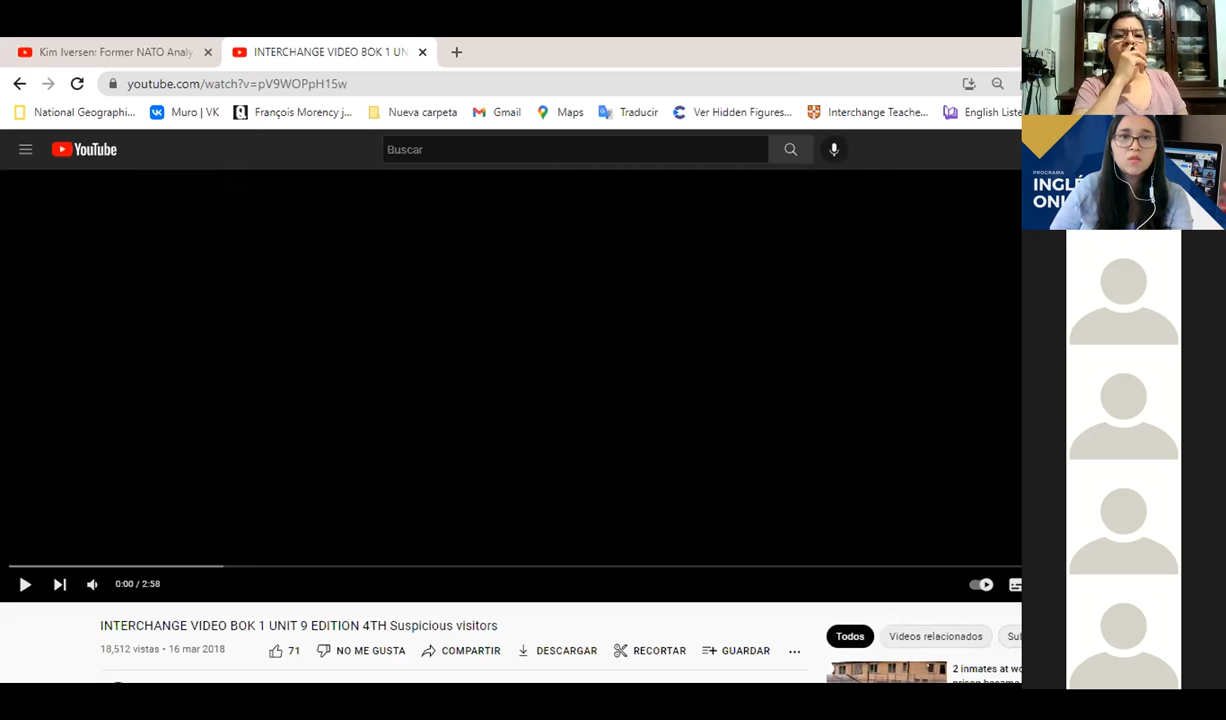 Kim Iversen: Former NATO Analy
INTERCHANGE VIDEO BOK 1 UN
youtube.com/watch?v=pV9WOPpH15w
National Geographi...
Muro | VK
François Morency j...
Nueva carpeta
Gmail
Maps
Traducir
Ver Hidden Figures...
Interchange Teache...
English Liste
YouTube
Buscar
PROGRAMA
INGLÉ
ONL
0:00 / 2:58
INTERCHANGE VIDEO BOK 1 UNIT 9 EDITION 4TH Suspicious visitors
18,512 vistas • 16 mar 2018
71
NO ME GUSTA
COMPARTIR
DESCARGAR
RECORTAR
GUARDAR
Todos
Videos relacionados
Sul
2 inmates at wo